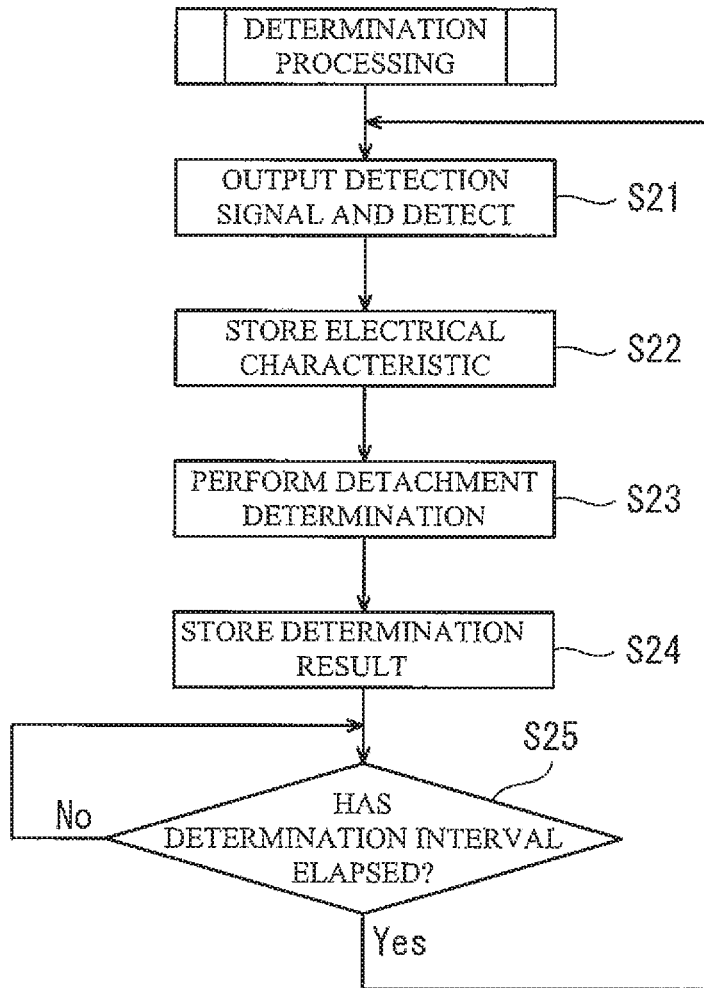 DETERMINATION
PROCESSING
OUTPUT DETECTION
SIGNAL AND DETECT
S21
STORE ELECTRICAL
CHARACTERISTIC
S22
PERFORM DETACHMENT
DETERMINATION
S23
STORE DETERMINATION
RESULT
S24
S25
HAS
DETERMINATION INTERVAL
ELAPSED?
No
Yes